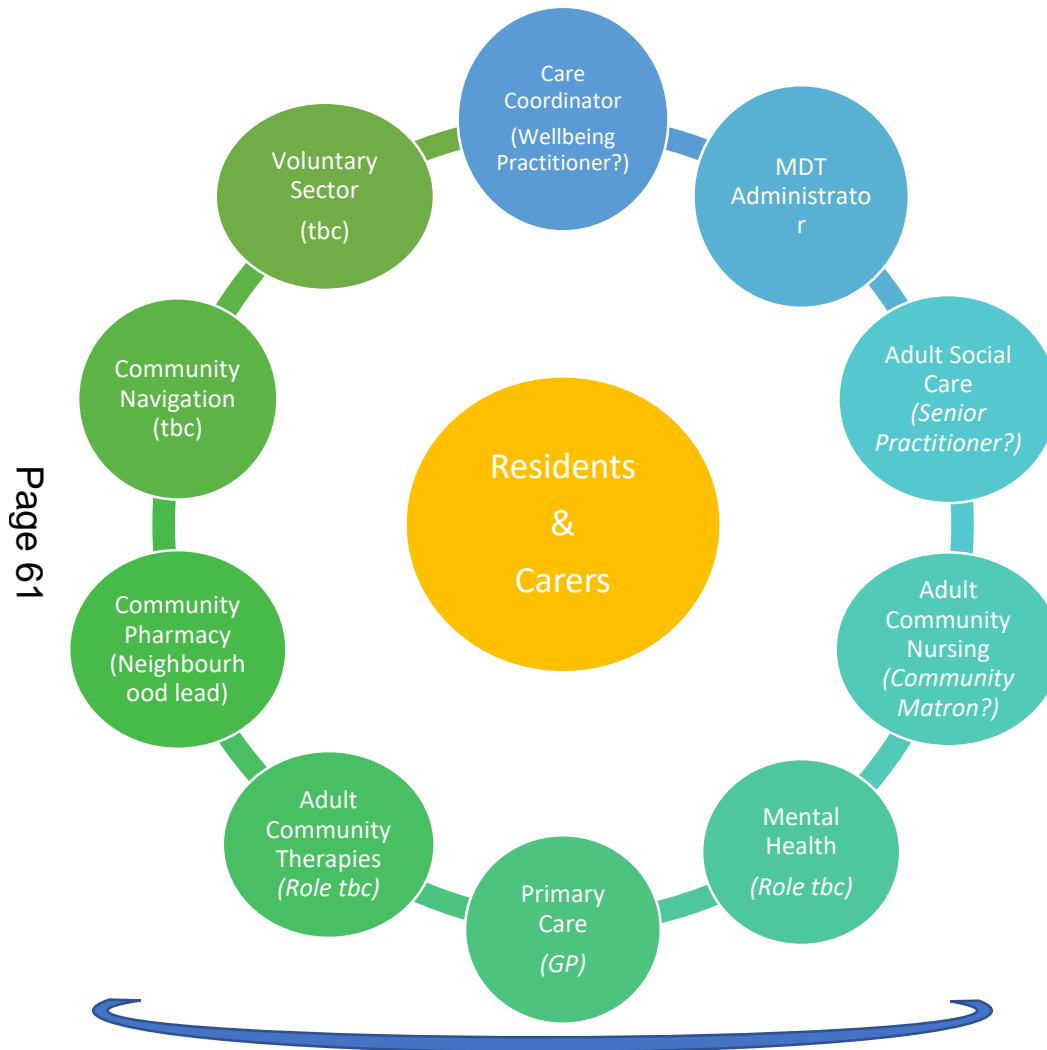 Care
Coordinator
(Wellbeing
Practitioner?)
MDT
Administrato
r
Adult Social
Care
(Senior
Practitioner?)
Adult
Community
Nursing
(Community
Matron?)
Mental
Health
(Role tbc)
Primary
Care
(GP)
Adult
Community
Therapies
(Role tbc)
Community
Pharmacy
(Neighbourh
ood lead)
Community
Navigation
(tbc)
Voluntary
Sector
(tbc)
Residents
&
Carers
Page 61